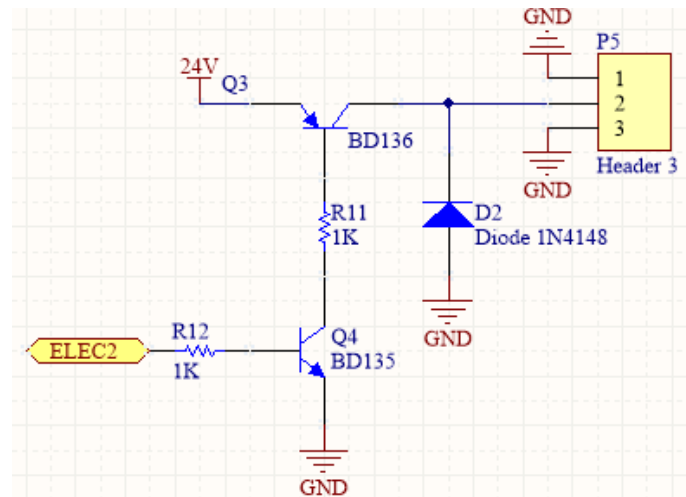 GND
P5
24V
Q3
1
2
3
BD136
Header 3
GND
R11
1K
D2
Diode 1N4148
R12
Q4
GND
ELEC2
BD135
1K
GND